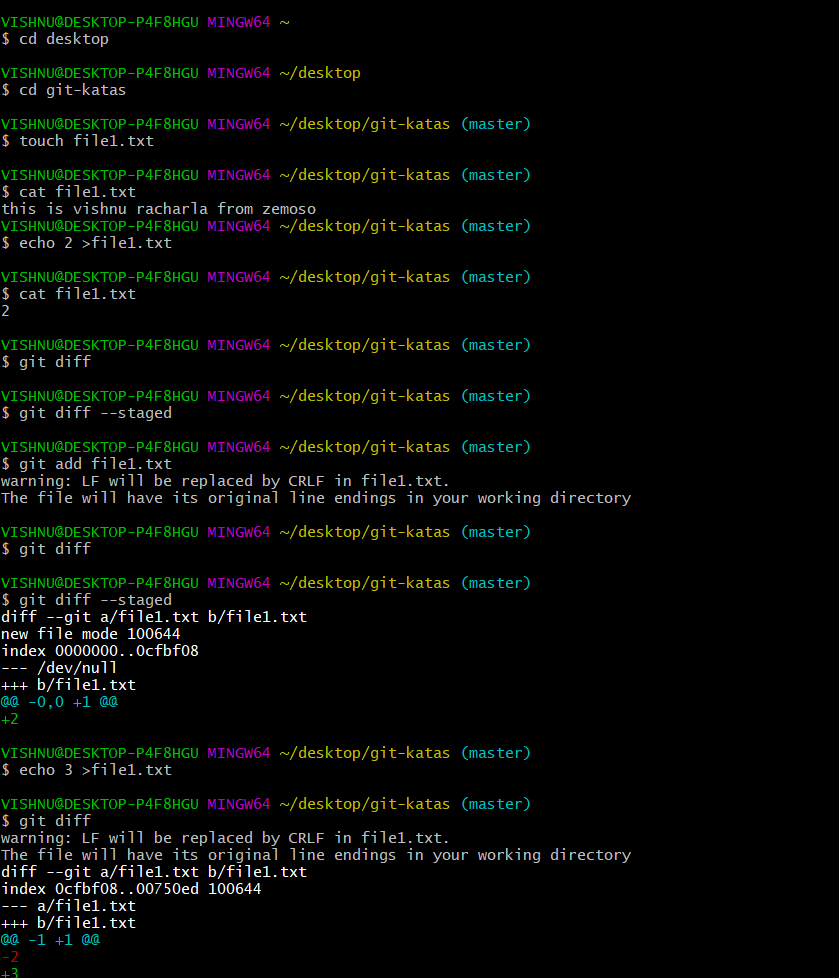 VISHNU@DESKTOP-P4F8HGU MINGW64 ~
$ cd desktop
VISHNU@DESKTOP-P4F8HGU MINGW64 ~/desktop
$ cd git-katas
VISHNU@DESKTOP-P4F8HGU MINGW64 ~/desktop/git-katas (master)
$ touch file1.txt
VISHNU@DESKTOP-P4F8HGU MINGW64 ~/desktop/git-katas (master)
$ cat file1.txt
this is vishnu racharla from zemoso
VISHNU@DESKTOP-P4F8HGU MINGW64 ~/desktop/git-katas (master)
$ echo 2 >file1.txt
VISHNU@DESKTOP-P4F8HGU MINGW64 ~/desktop/git-katas (master)
$ cat file1.txt
2
VISHNU@DESKTOP-P4F8HGU MINGW64 ~/desktop/git-katas (master)
$ git diff
VISHNU@DESKTOP-P4F8HGU MINGW64 ~/desktop/git-katas (master)
$ git diff --staged
VISHNU@DESKTOP-P4F8HGU MINGW64 ~/desktop/git-katas (master)
$ git add file1.txt
warning: LF will be replaced by CRLF in file1.txt.
The file will have its original line endings in your working directory
VISHNU@DESKTOP-P4F8HGU MINGW64 ~/desktop/git-katas (master)
$ git diff
VISHNU@DESKTOP-P4F8HGU MINGW64 ~/desktop/git-katas (master)
$ git diff --staged
diff --git a/file1.txt b/file1.txt
new file mode 100644
index 0000000..0cfbf08
--- /dev/null
+++ b/file1.txt
@@ -0,0 +1 @@
+2
VISHNU@DESKTOP-P4F8HGU MINGW64 ~/desktop/git-katas (master)
$ echo 3 >file1.txt
VISHNU@DESKTOP-P4F8HGU MINGW64 ~/desktop/git-katas (master)
$ git diff
warning: LF will be replaced by CRLF in file1.txt.
The file will have its original line endings in your working directory
diff --git a/file1.txt b/file1.txt
index 0cfbf08..00750ed 100644
--- a/file1.txt
+++ b/file1.txt
@@ -1 +1 @@
-2
+3